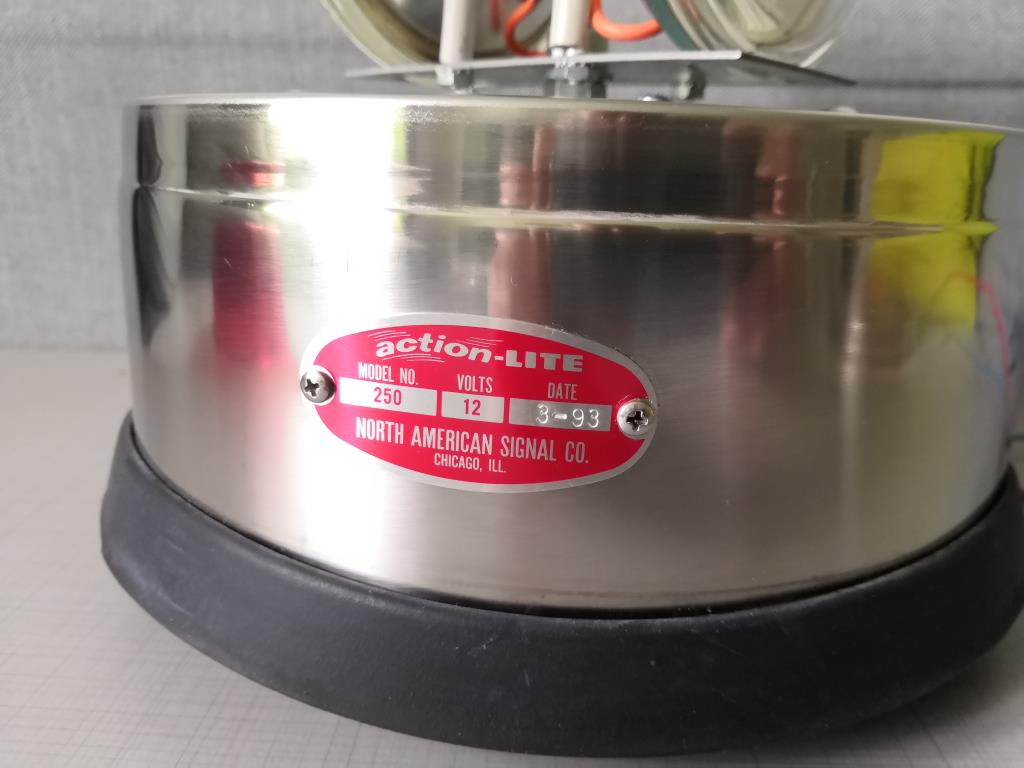 action-LITE
MODEL NO. VOLTS DATE
250 12 3-93
NORTH AMERICAN SIGNAL CO.
CHICAGO, ILL.